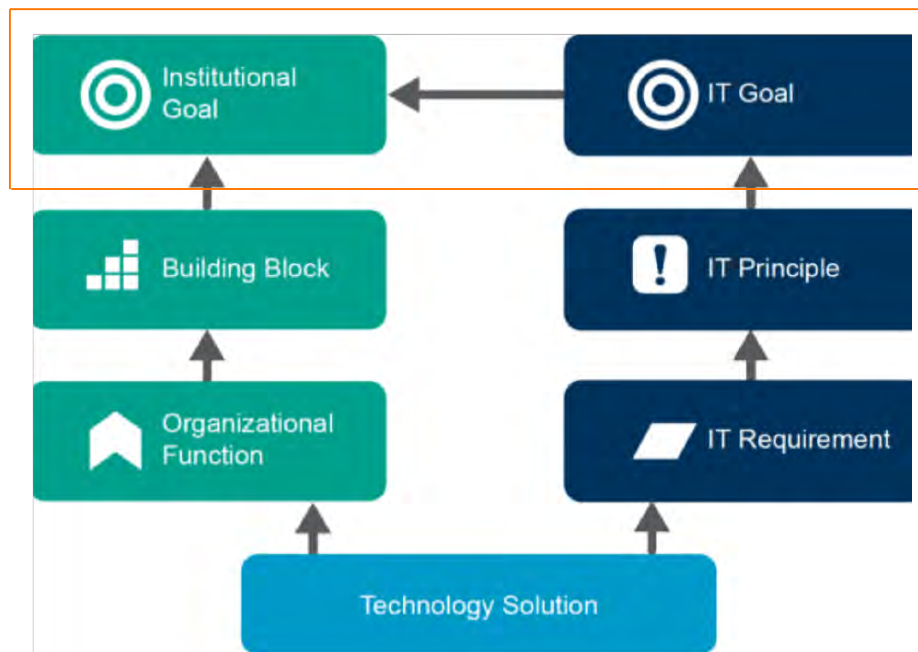 Institutional
Goal
IT Goal
Building Block
IT Principle
Organizational
Function
IT Requirement
Technology Solution